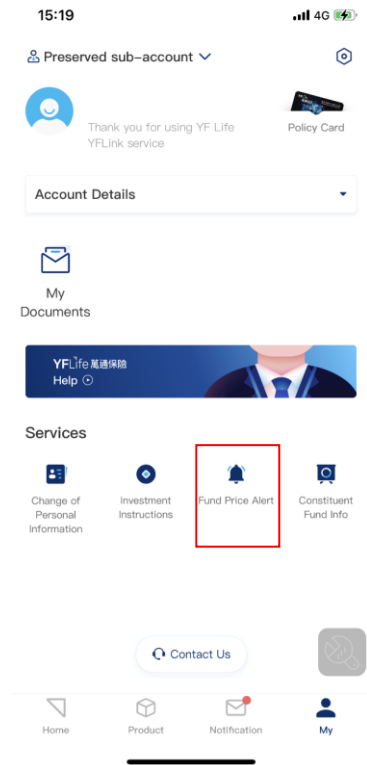 15:19
4G
Preserved sub-account
Thank you for using YF Life
YFLink service
Policy Card
Account Details
My
Documents
YFLife 萬通保險
Help
Services
Change of
Personal
Information
Investment
Instructions
Fund Price Alert
Constituent
Fund Info
Contact Us
Home
Product
Notification
My